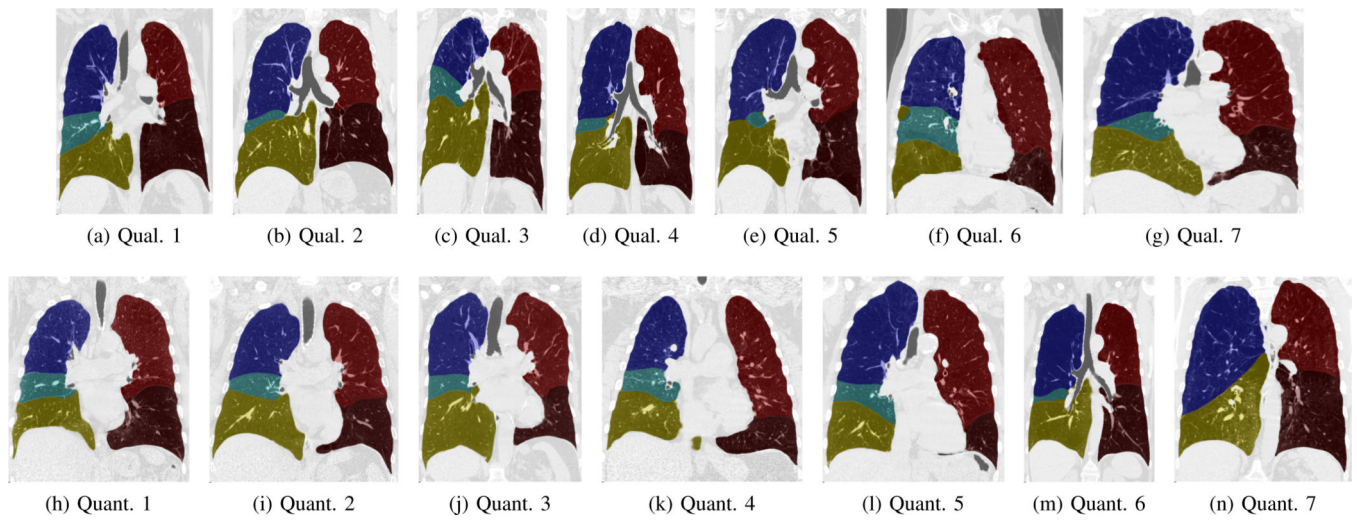 (a) Qual. 1 (b) Qual. 2 (c) Qual. 3 (d) Qual. 4 (e) Qual. 5 (f) Qual. 6 (g) Qual. 7
(h) Quant. 1 (i) Quant. 2 (j) Quant. 3 (k) Quant. 4 (l) Quant. 5 (m) Quant. 6 (n) Quant. 7